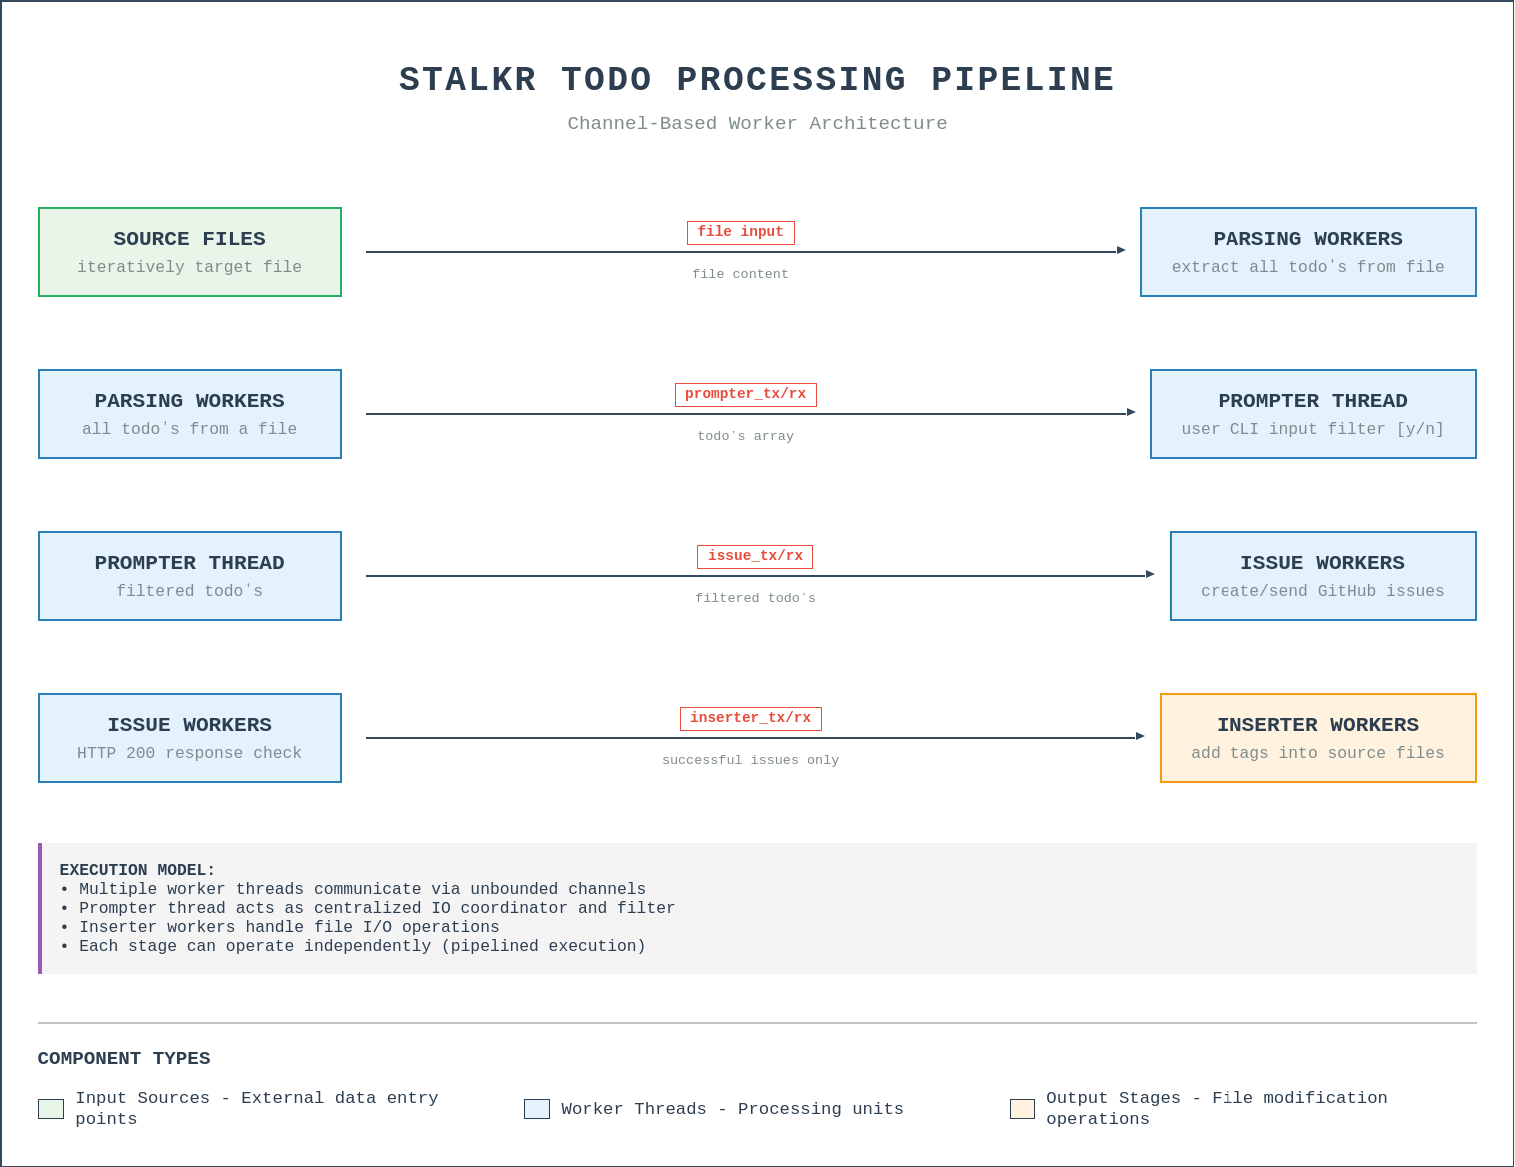 STALKR TODO PROCESSING PIPELINE
Channel-Based Worker Architecture
SOURCE FILES
iteratively target file
file input
file content
PARSING WORKERS
extract all todo's from file
PARSING WORKERS
all todo's from a file
prompter_tx/rx
todo's array
PROMPTER THREAD
user CLI input filter [y/n]
PROMPTER THREAD
filtered todo's
issue_tx/rx
filtered todo's
ISSUE WORKERS
create/send GitHub issues
ISSUE WORKERS
HTTP 200 response check
inserter_tx/rx
successful issues only
INSERTER WORKERS
add tags into source files
EXECUTION MODEL:
• Multiple worker threads communicate via unbounded channels
• Prompter thread acts as centralized IO coordinator and filter
• Inserter workers handle file I/O operations
• Each stage can operate independently (pipelined execution)
COMPONENT TYPES
Input Sources - External data entry
points
Worker Threads - Processing units
Output Stages - File modification
operations